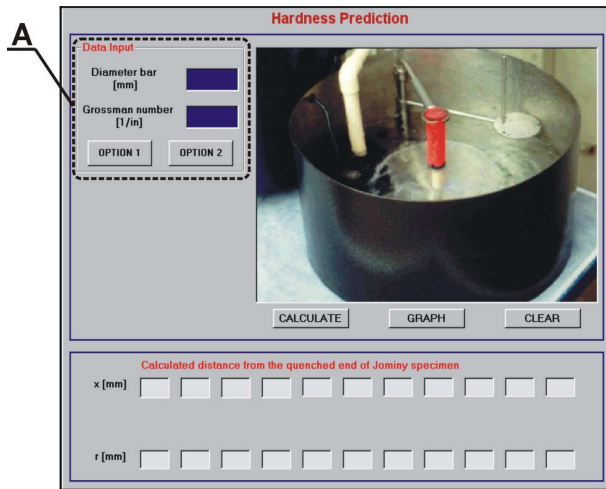 Hardness Prediction
A
Data Input
Diameter bar
[mm]
Grossman number
[1/in]
OPTION 1 OPTION 2
CALCULATE GRAPH CLEAR
Calculated distance from the quenched end of Jominy specimen
x [mm]
r [mm]